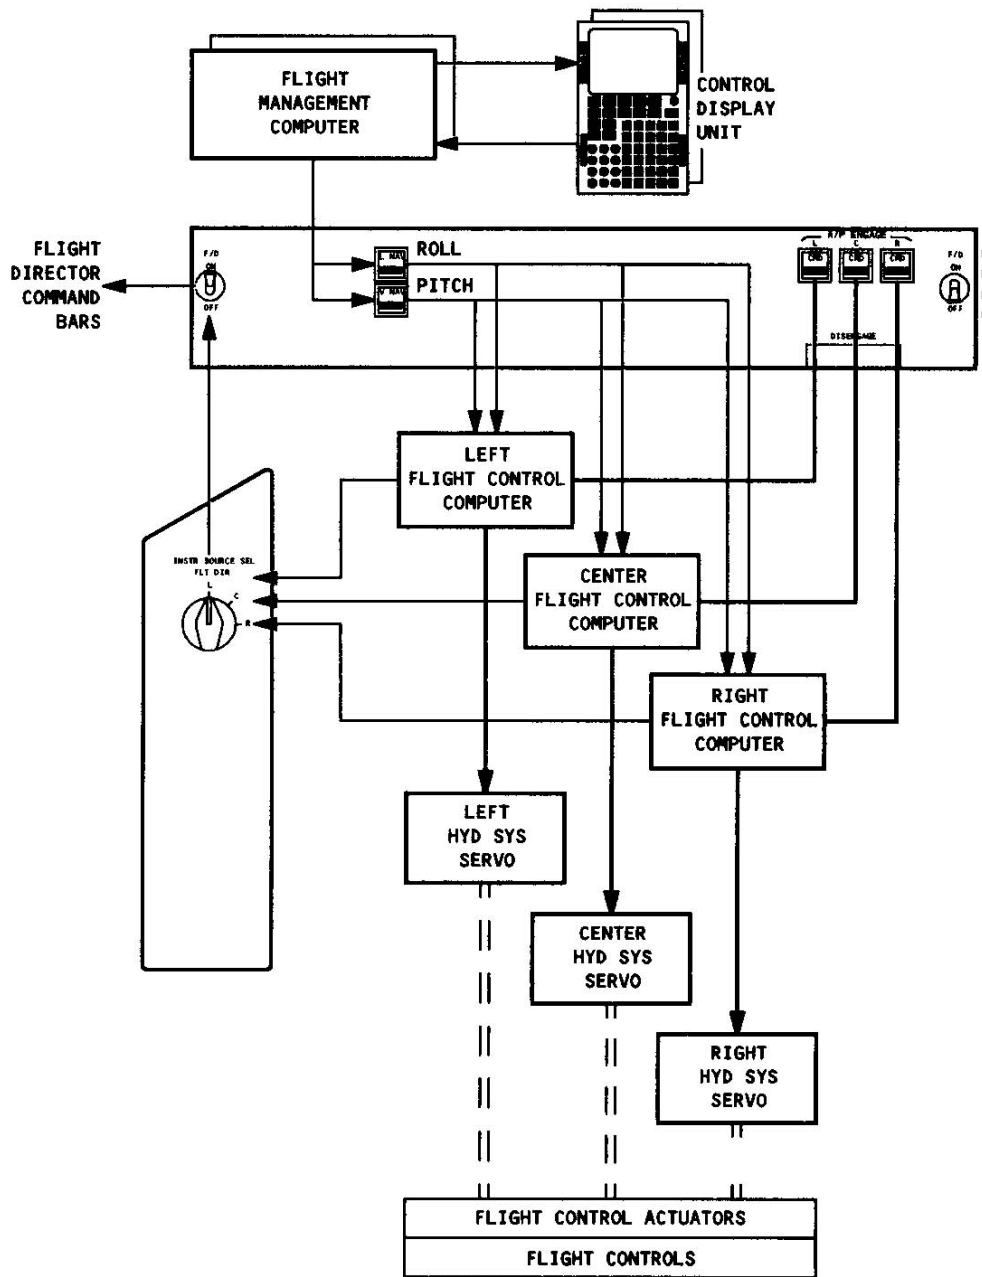 FLIGHT
MANAGEMENT
COMPUTER
CONTROL
DISPLAY
UNIT
FLIGHT
DIRECTOR
COMMAND
BARS
F/D
ON
OFF
L NAV
ROLL
V NAV
PITCH
A/P ENGAGE
L C R
CMD CMD CMD
DISENGAGE
F/D
ON
OFF
LEFT
FLIGHT CONTROL
COMPUTER
CENTER
FLIGHT CONTROL
COMPUTER
RIGHT
FLIGHT CONTROL
COMPUTER
INSTR SOURCE SEL
FLT DIR
L
C
R
LEFT
HYD SYS
SERVO
CENTER
HYD SYS
SERVO
RIGHT
HYD SYS
SERVO
FLIGHT CONTROL ACTUATORS
FLIGHT CONTROLS